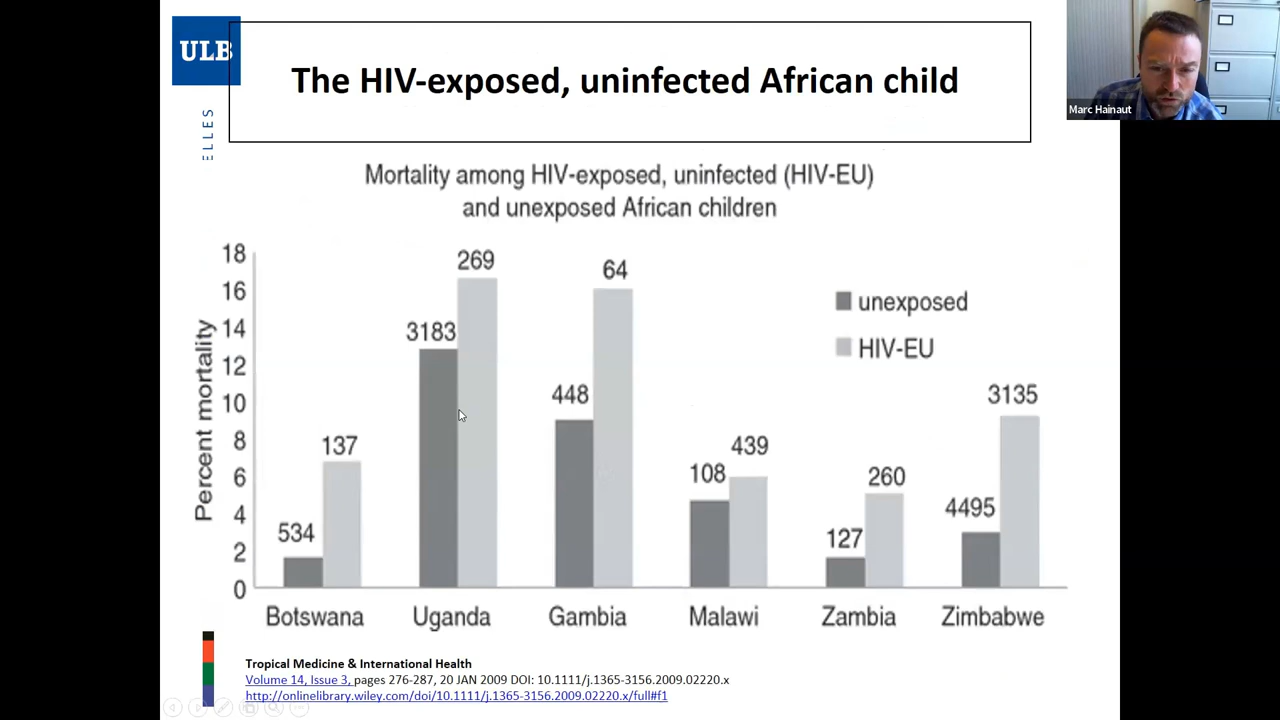 ULB
ELLES
The HIV-exposed, uninfected African child
Marc Hainaut
Mortality among HIV-exposed, uninfected (HIV-EU)
and unexposed African children
Percent mortality
18
16
14
12
10
8
6
4
2
0
534
137
3183
269
448
64
108
439
127
260
4495
3135
unexposed
HIV-EU
Botswana
Uganda
Gambia
Malawi
Zambia
Zimbabwe
Tropical Medicine & International Health
Volume 14, Issue 3, pages 276-287, 20 JAN 2009 DOI: 10.1111/j.1365-3156.2009.02220.x
http://onlinelibrary.wiley.com/doi/10.1111/j.1365-3156.2009.02220.x/full#f1